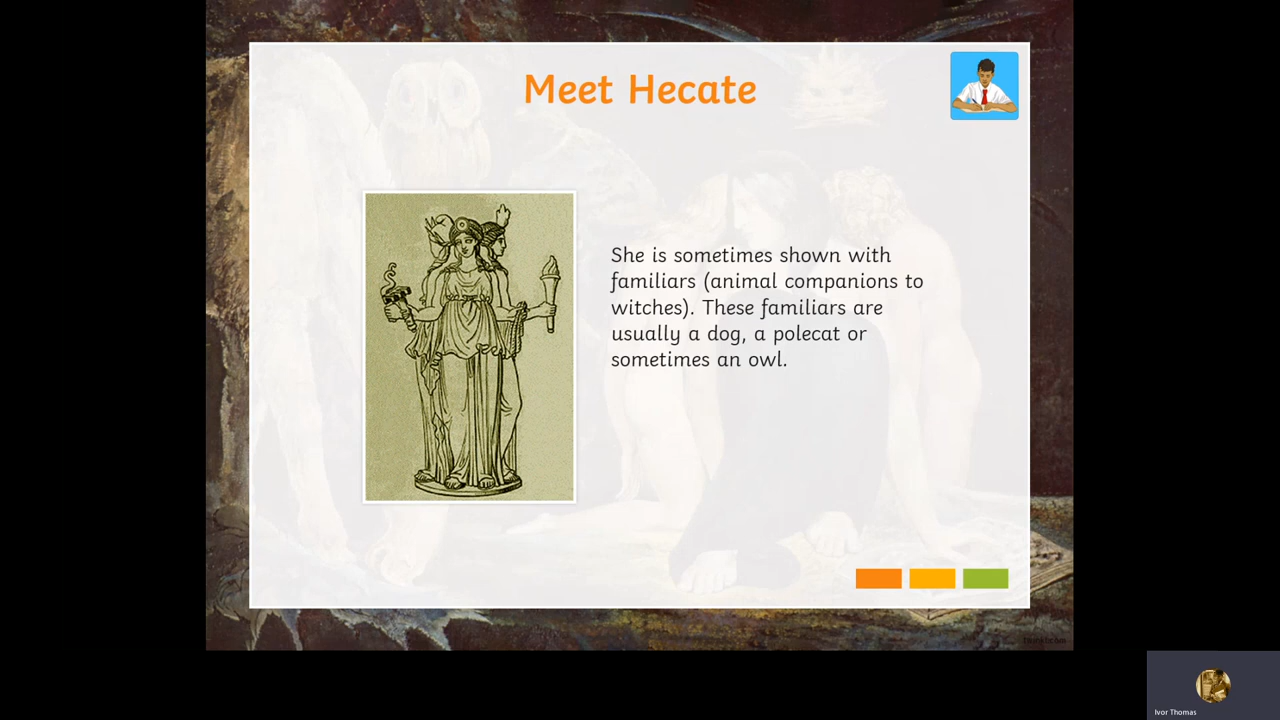 Meet Hecate
She is sometimes shown with
familiars (animal companions to
witches). These familiars are
usually a dog, a polecat or
sometimes an owl.
Ivor Thomas